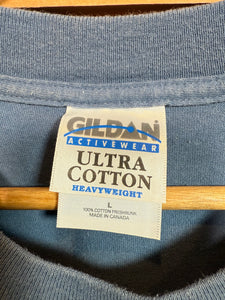 GILDAN
ACTIVEWEAR
ULTRA
COTTON
HEAVYWEIGHT
L
100% COTTON PRESHRUNK
MADE IN CANADA